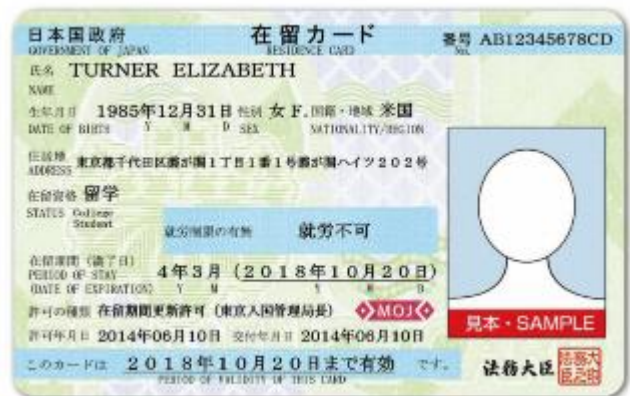 日本国政府 在留カード 番号 AB12345678CD
GOVERNMENT OF JAPAN RESIDENCE CARD No.
氏名 TURNER ELIZABETH
NAME
生年月日 1985年12月31日 性別 女 F. 国籍・地域 米国
DATE OF BIRTH Y M D SEX NATIONALITY/REGION
住居地 東京都千代田区霞が関1丁目1番1号霞が関ハイツ202号
ADDRESS
在留資格 留学
STATUS College
Student
就労制限の有無 就労不可
在留期間(満了日)
PERIOD OF STAY 4年3月(2018年10月20日)
(DATE OF EXPIRATION) Y M Y M D
許可の種類 在留期間更新許可(東京入国管理局長) MOJ
見本・SAMPLE
許可年月日 2014年06月10日 交付年月日 2014年06月10日
このカードは 2018年10月20日まで有効 です。
PERIOD OF VALIDITY OF THIS CARD
法務大臣